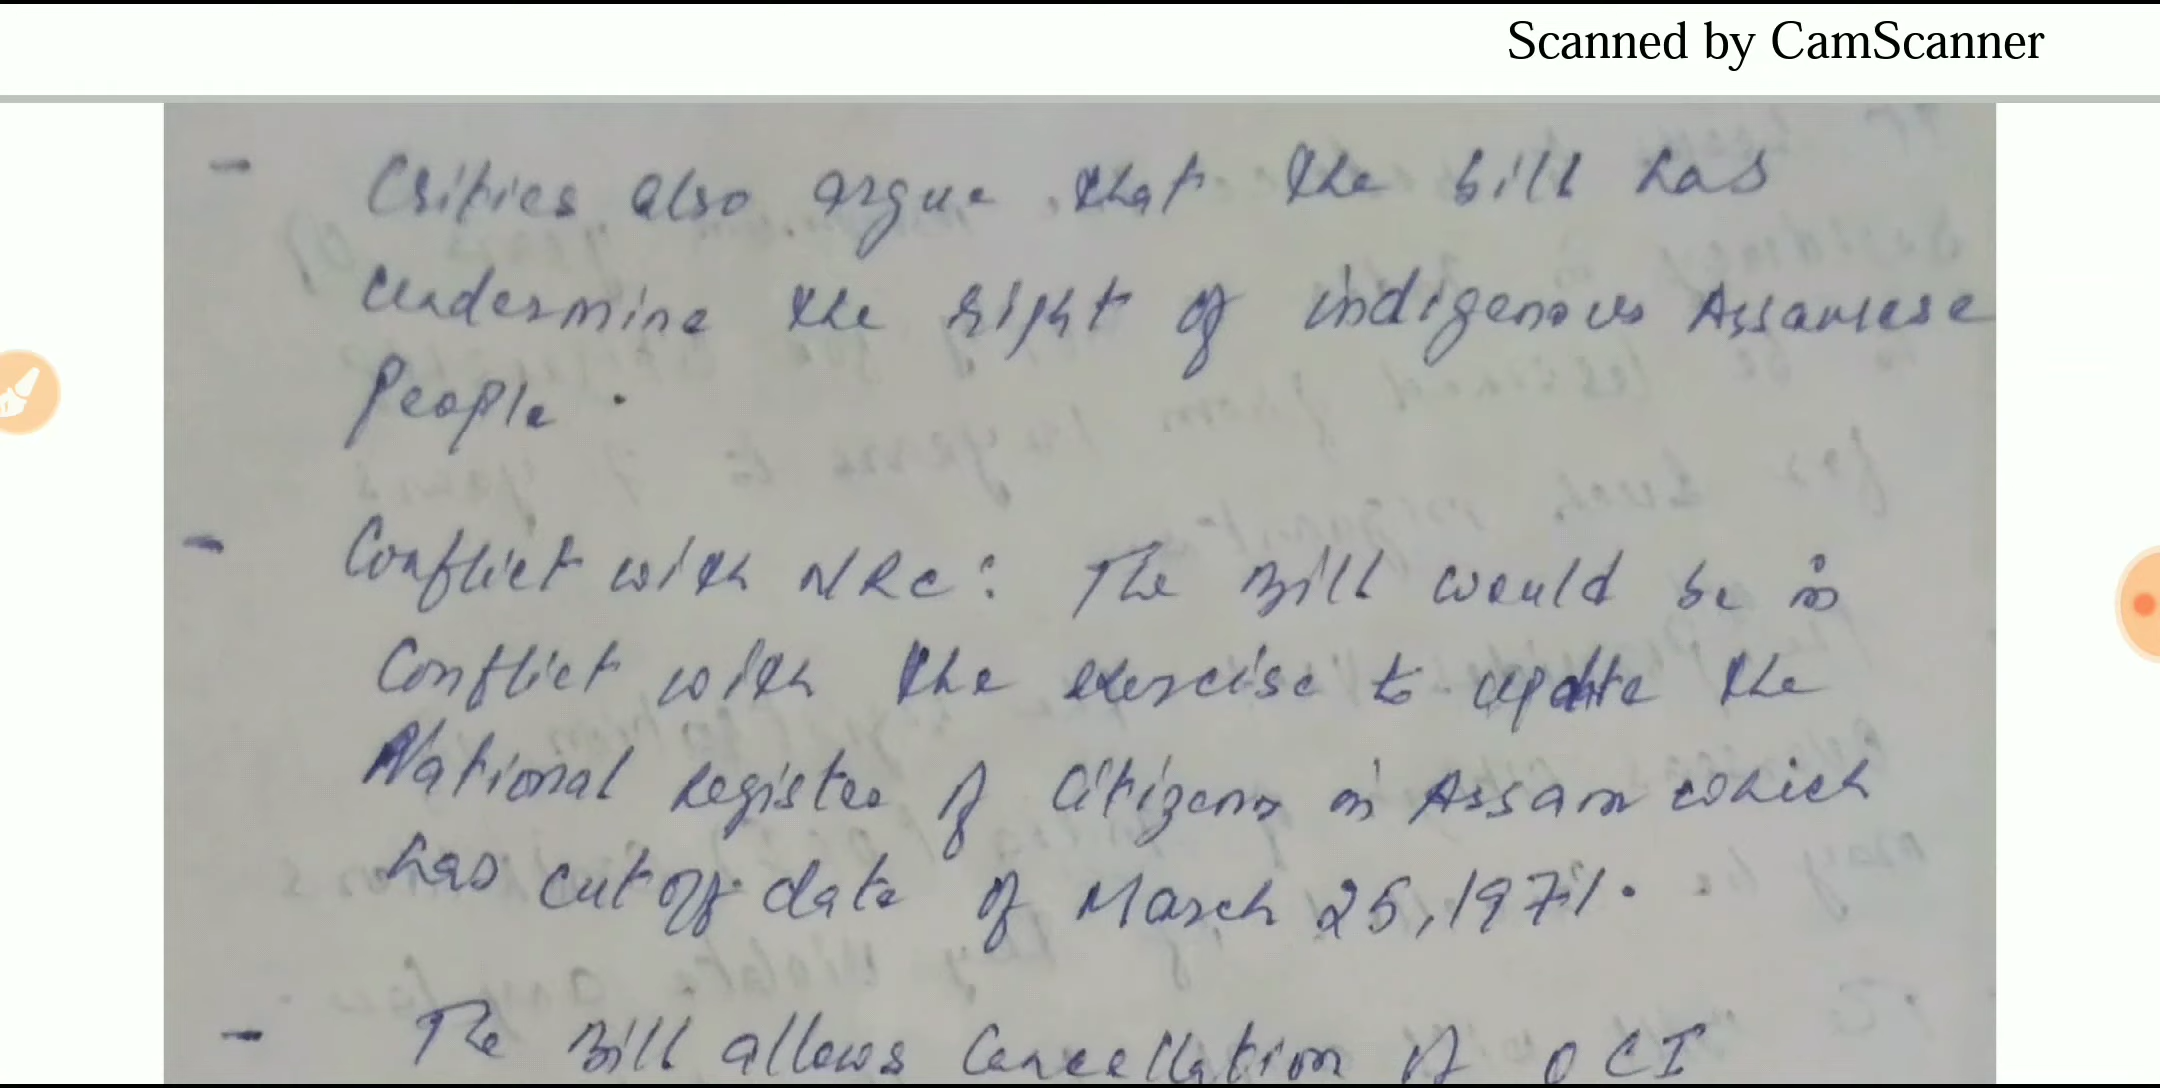 Scanned by CamScanner
- Critics also argue that the bill has
undermine the right of indigenous Assamese
People.
- Conflict with NRC: The Bill would be in
Conflict with the exercise to update the
National Register of Citizens in Assam which
has cut off date of March 25, 1971.
- The Bill allows Cancellation of OCI